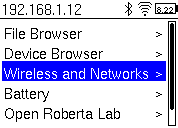 192.168.1.12 8.22
File Browser >
Device Browser >
Wireless and Networks >
Battery >
Open Roberta Lab >